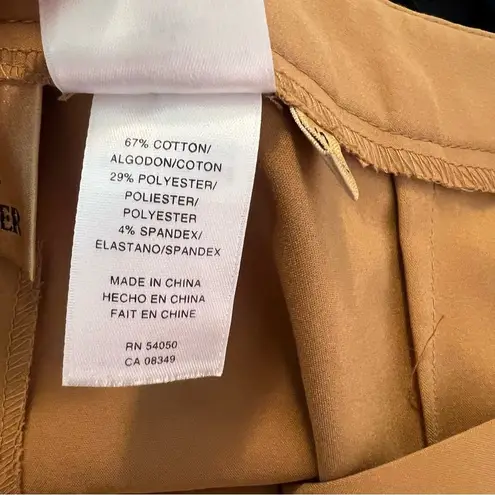 67% COTTON/
ALGODON/COTON
29% POLYESTER/
POLIESTER/
POLYESTER
4% SPANDEX/
ELASTANO/SPANDEX
MADE IN CHINA
HECHO EN CHINA
FAIT EN CHINE
RN 54050
CA 08349